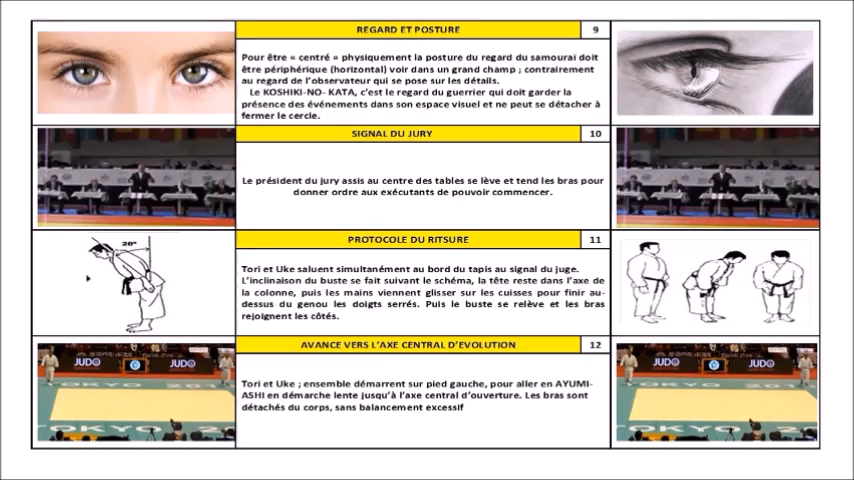 REGARD ET POSTURE 9
Pour être « centré » physiquement la posture du regard du samouraï doit
être périphérique (horizontal) voir dans un grand champ ; contrairement
au regard de l'observateur qui se pose sur les détails.
Le KOSHIKI-NO- KATA, c'est le regard du guerrier qui doit garder la
présence des événements dans son espace visuel et ne peut se détacher à
fermer le cercle.
SIGNAL DU JURY 10
Le président du jury assis au centre des tables se lève et tend les bras pour
donner ordre aux exécutants de pouvoir commencer.
PROTOCOLE DU RITSURE 11
20°
Tori et Uke saluent simultanément au bord du tapis au signal du juge.
L'inclinaison du buste se fait suivant le schéma, la tête reste dans l'axe de
la colonne, puis les mains viennent glisser sur les cuisses pour finir au-
dessus du genou les doigts serrés. Puis le buste se relève et les bras
rejoignent les côtés.
AVANCE VERS L'AXE CENTRAL D'EVOLUTION 12
Tori et Uke ; ensemble démarrent sur pied gauche, pour aller en AYUMI-
ASHI en démarche lente jusqu'à l'axe central d'ouverture. Les bras sont
détachés du corps, sans balancement excessif
JUDO JUDO
TOKYO 201
OKYO 2
JUDO JUDO
TOKYO 201
OKYO 2